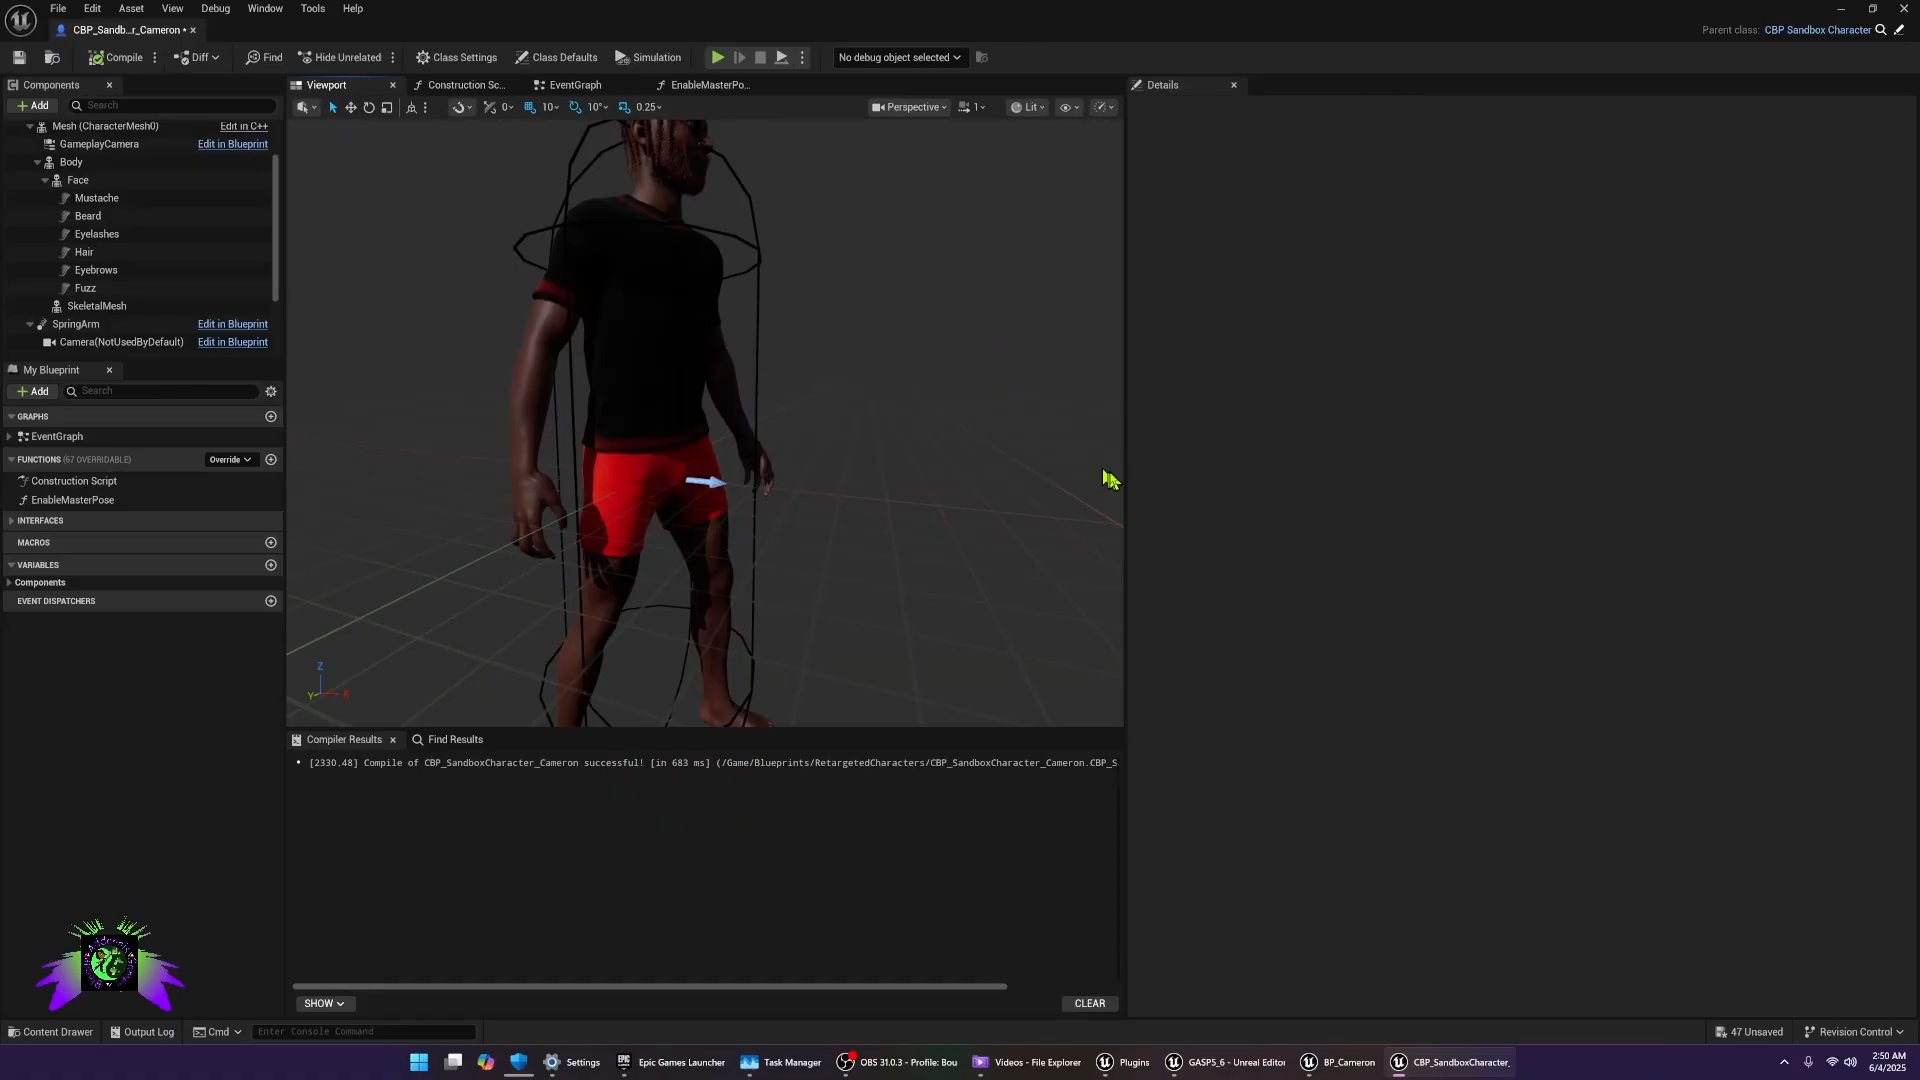 File Edit Asset View Debug Window Tools Help
CBP_Sandb...r_Cameron •
Parent class: CBP Sandbox Character
Compile Diff Find Hide Unrelated Class Settings Class Defaults Simulation No debug object selected
Components
Add Search
Mesh (CharacterMesh0) Edit in C++
GameplayCamera Edit in Blueprint
Body
Face
Mustache
Beard
Eyelashes
Hair
Eyebrows
Fuzz
SkeletalMesh
SpringArm Edit in Blueprint
Camera(NotUsedByDefault) Edit in Blueprint
My Blueprint
Add Search
GRAPHS
EventGraph
FUNCTIONS (67 OVERRIDABLE) Override
Construction Script
EnableMasterPose
INTERFACES
MACROS
VARIABLES
Components
EVENT DISPATCHERS
Viewport Construction Sc... EventGraph EnableMasterPo...
0 10 10° 0.25 Perspective 1 Lit
Z
Y X
Details
Compiler Results Find Results
• [2330.48] Compile of CBP_SandboxCharacter_Cameron successful! [in 683 ms] (/Game/Blueprints/RetargetedCharacters/CBP_SandboxCharacter_Cameron.CBP_S
SHOW CLEAR
Content Drawer Output Log Cmd Enter Console Command 47 Unsaved Revision Control
Settings Epic Games Launcher Task Manager OBS 31.0.3 - Profile: Bou Videos - File Explorer Plugins GASP5_6 - Unreal Editor BP_Cameron CBP_SandboxCharacter_
2:50 AM
6/4/2025